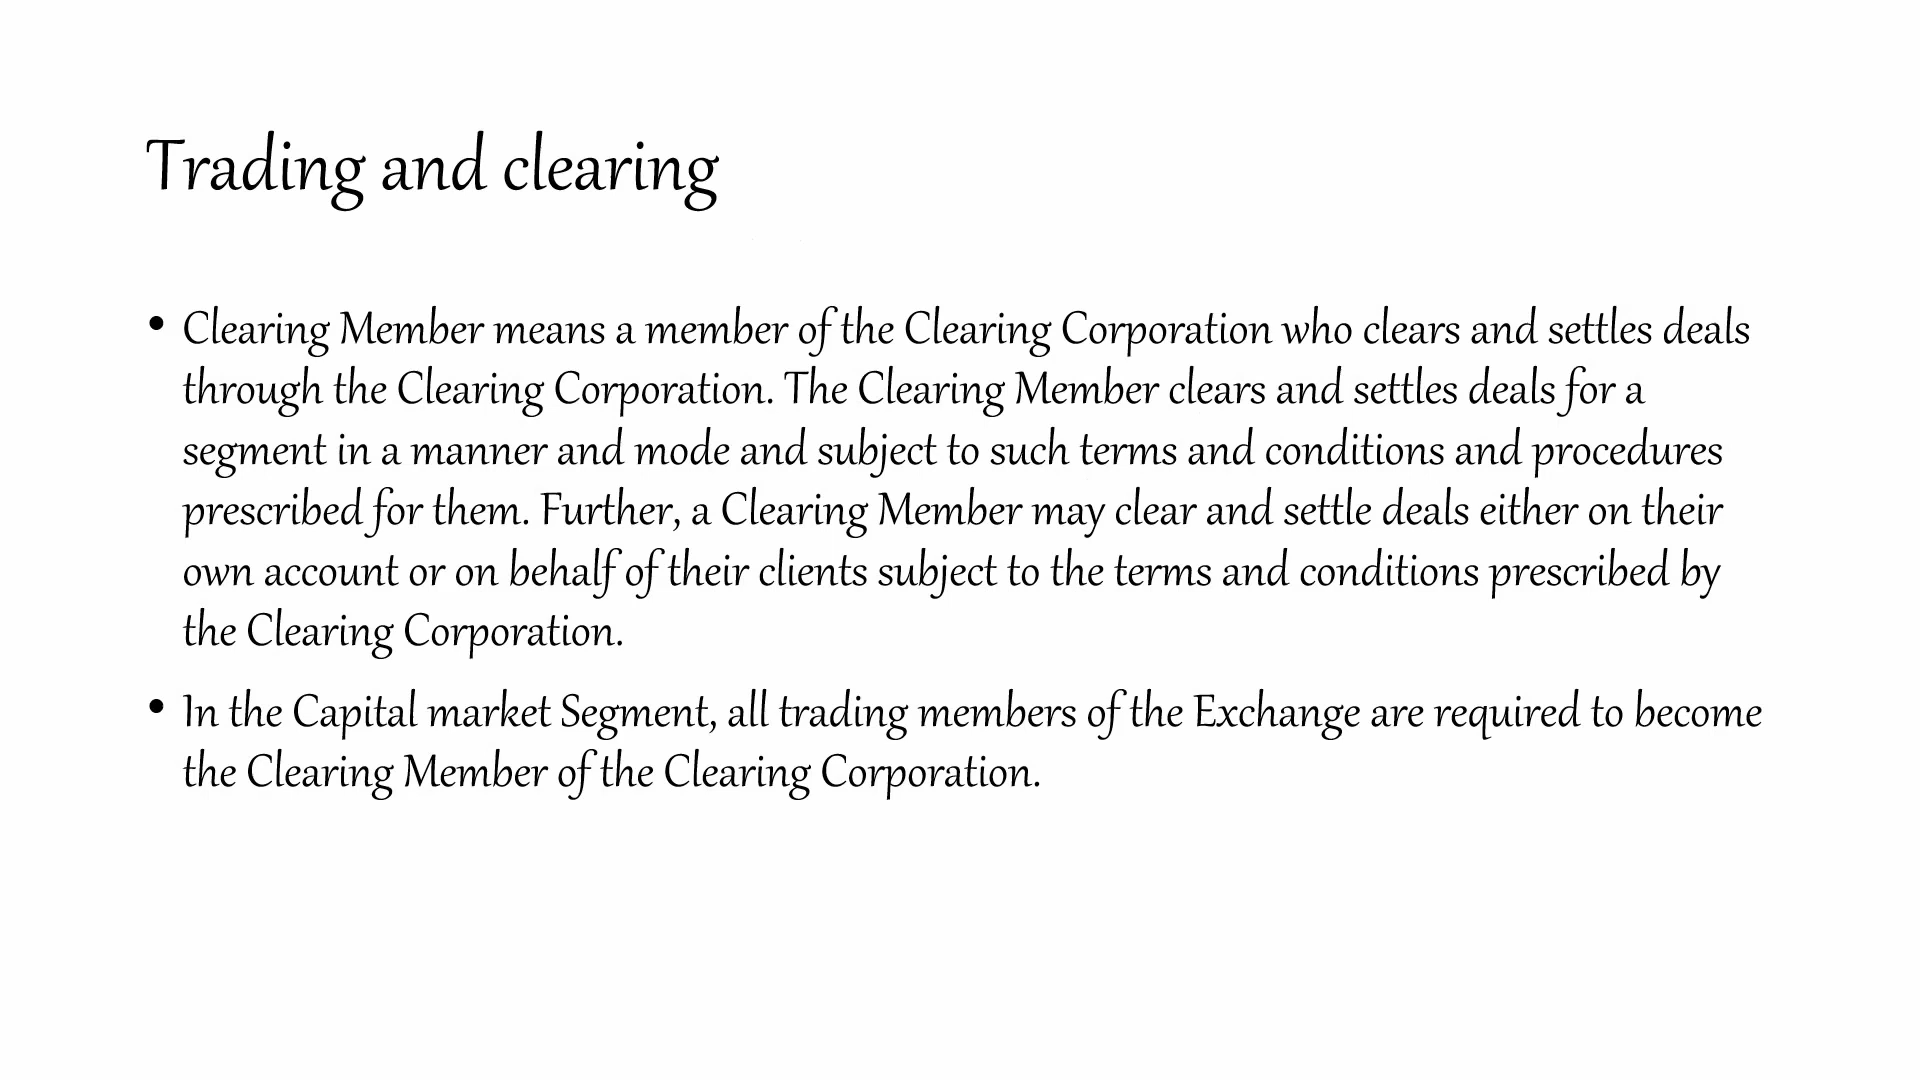 Trading and clearing
• Clearing Member means a member of the Clearing Corporation who clears and settles deals
through the Clearing Corporation. The Clearing Member clears and settles deals for a
segment in a manner and mode and subject to such terms and conditions and procedures
prescribed for them. Further, a Clearing Member may clear and settle deals either on their
own account or on behalf of their clients subject to the terms and conditions prescribed by
the Clearing Corporation.
• In the Capital market Segment, all trading members of the Exchange are required to become
the Clearing Member of the Clearing Corporation.